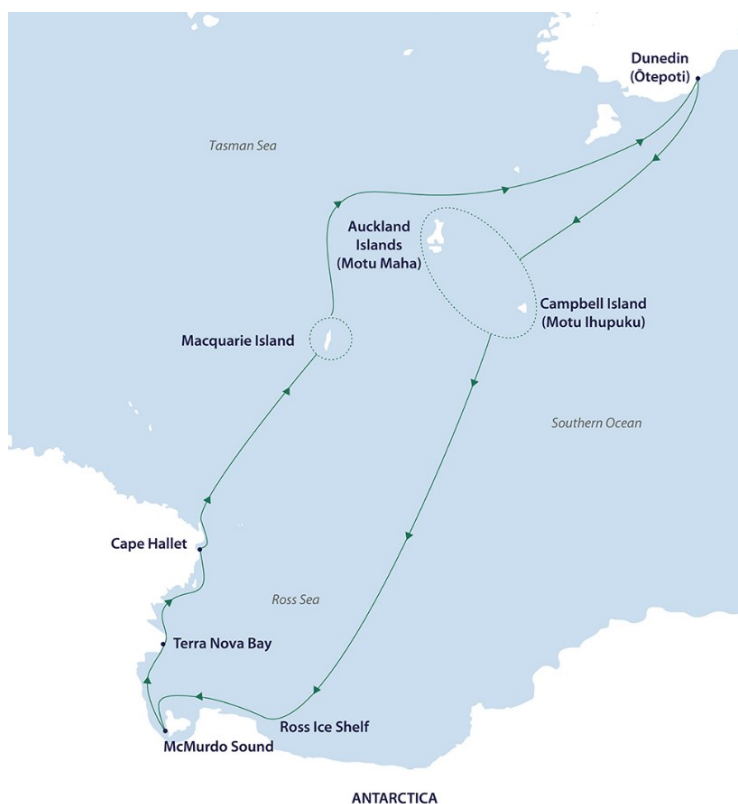 Dunedin
(Ōtepoti)
Tasman Sea
Auckland
Islands
(Motu Maha)
Campbell Island
(Motu Ihupuku)
Macquarie Island
Southern Ocean
Cape Hallet
Ross Sea
Terra Nova Bay
Ross Ice Shelf
McMurdo Sound
ANTARCTICA